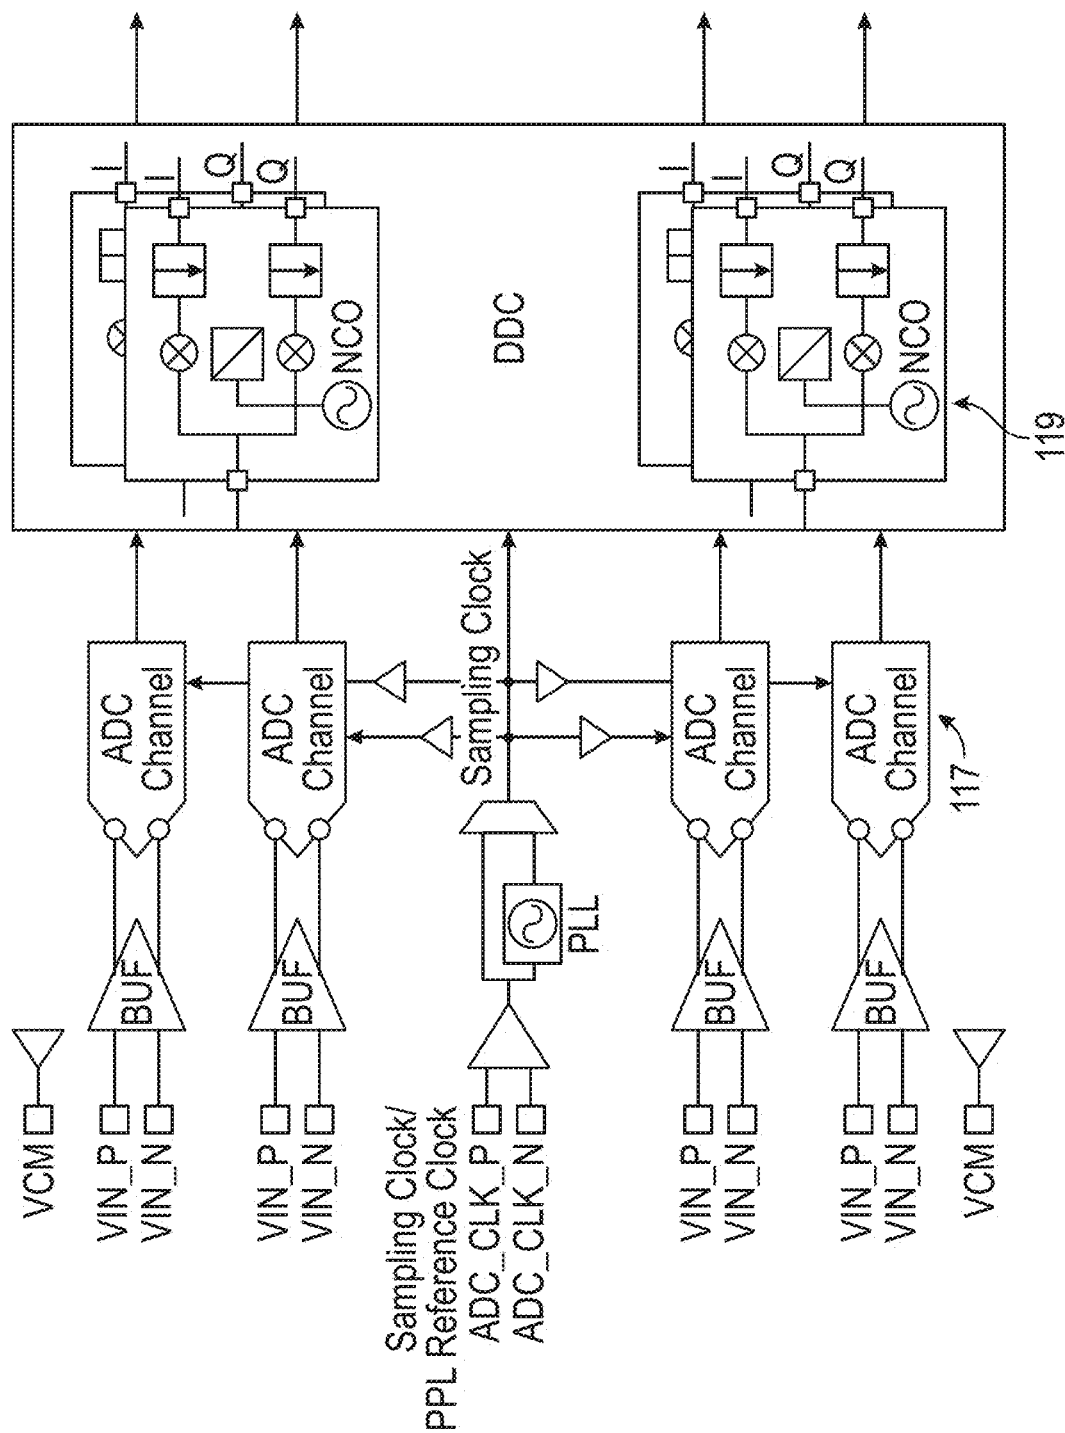 VCM
VIN_P
VIN_N
BUF
ADC
Channel
VIN_P
VIN_N
BUF
ADC
Channel
Sampling Clock/
PPL Reference Clock
ADC_CLK_P
ADC_CLK_N
PLL
Sampling Clock
VIN_P
VIN_N
BUF
ADC
Channel
VIN_P
VIN_N
BUF
ADC
Channel
117
VCM
DDC
I
I
Q
Q
NCO
I
I
Q
Q
NCO
119